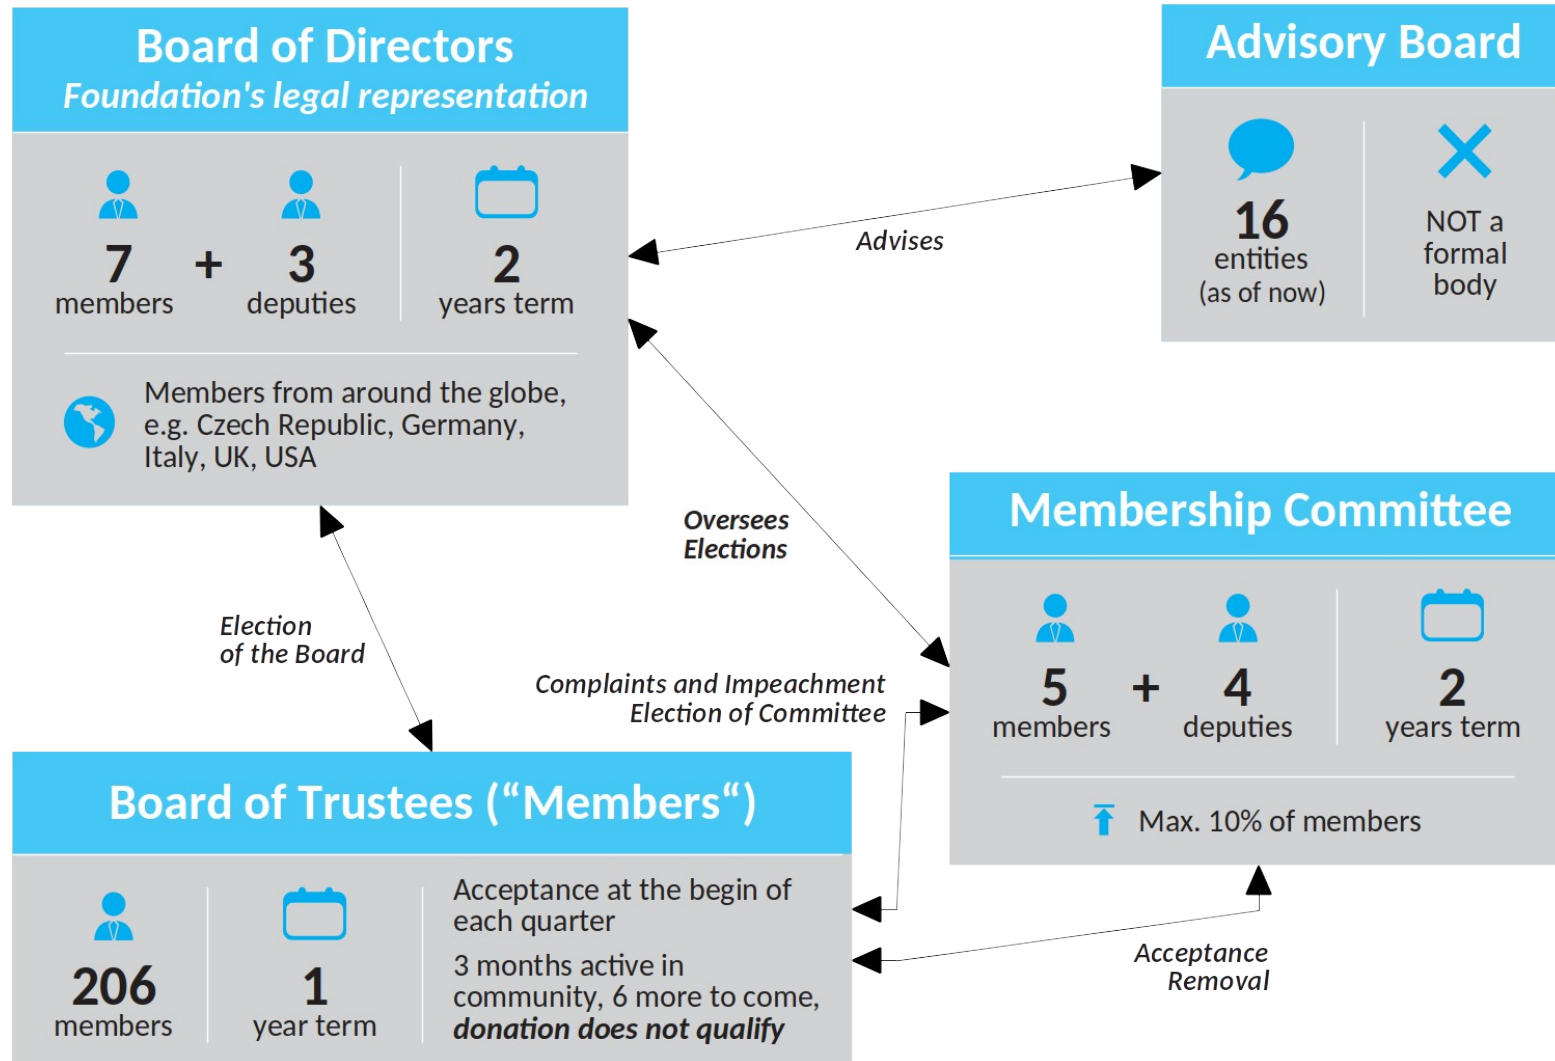 Board of Directors
Foundation's legal representation
7 + 3
members deputies
2
years term
Members from around the globe,
e.g. Czech Republic, Germany,
Italy, UK, USA
Advisory Board
16
entities
(as of now)
NOT a
formal
body
Advises
Oversees
Elections
Election
of the Board
Complaints and Impeachment
Election of Committee
Membership Committee
5 + 4
members deputies
2
years term
Max. 10% of members
Board of Trustees (“Members“)
206
members
1
year term
Acceptance at the begin of
each quarter
3 months active in
community, 6 more to come,
donation does not qualify
Acceptance
Removal